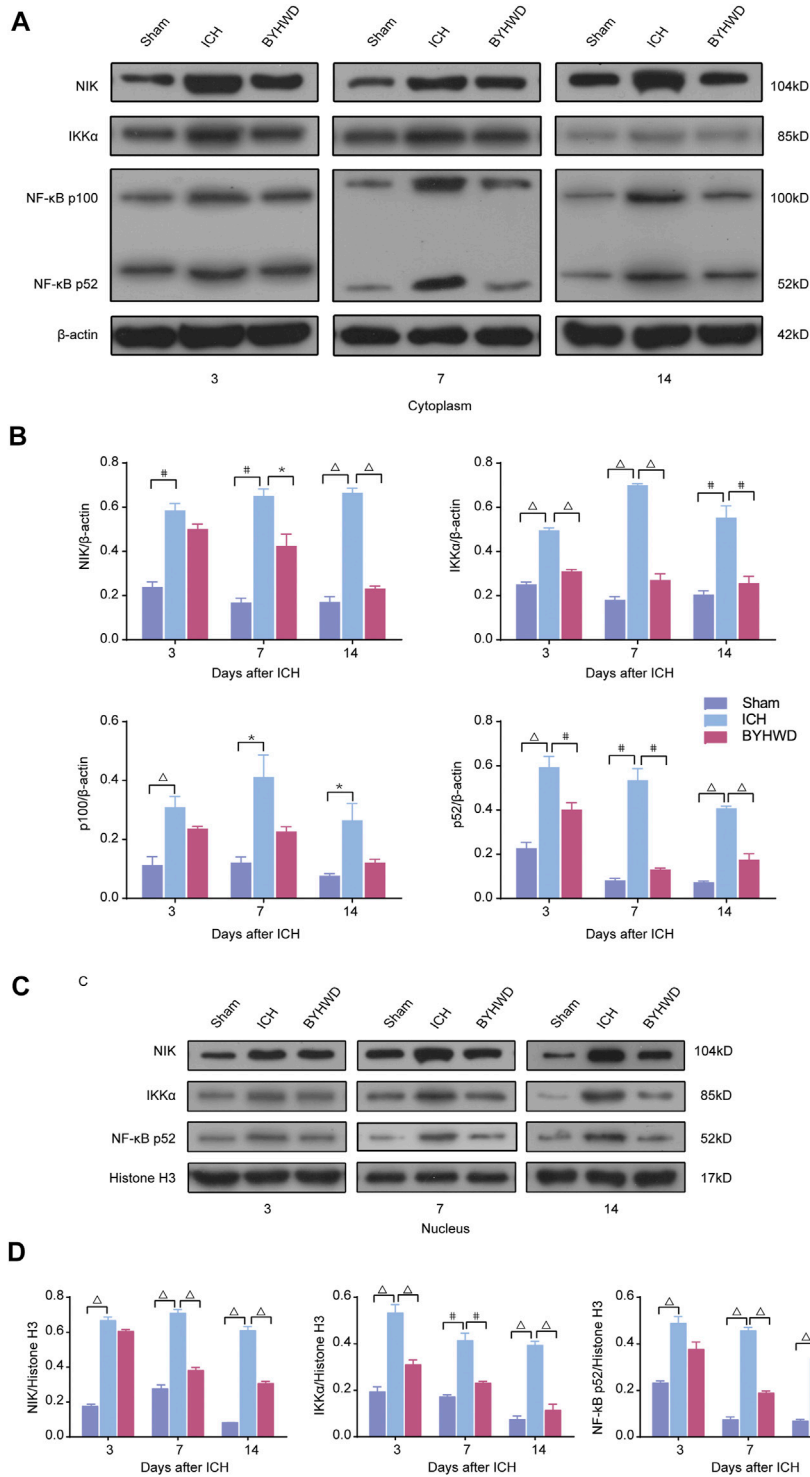 A
Sham ICH BYHWD Sham ICH BYHWD Sham ICH BYHWD
NIK 104kD
IKKα 85kD
NF-κB p100 100kD
NF-κB p52 52kD
β-actin 42kD
3 7 14
Cytoplasm
B
NIK/β-actin
0.8
0.6
0.4
0.2
0.0
# # * △ △
3 7 14
Days after ICH
IKKα/β-actin
0.8
0.6
0.4
0.2
0.0
△ △ △ △ # #
3 7 14
Days after ICH
Sham
ICH
BYHWD
p100/β-actin
0.6
0.4
0.2
0.0
△ * *
3 7 14
Days after ICH
p52/β-actin
0.8
0.6
0.4
0.2
0.0
△ # # # △ △
3 7 14
Days after ICH
C
C
Sham ICH BYHWD Sham ICH BYHWD Sham ICH BYHWD
NIK 104kD
IKKα 85kD
NF-κB p52 52kD
Histone H3 17kD
3 7 14
Nucleus
D
NIK/Histone H3
0.8
0.6
0.4
0.2
0.0
△ △ △ △ △
3 7 14
Days after ICH
IKKα/Histone H3
0.6
0.4
0.2
0.0
△ △ # # △ △
3 7 14
Days after ICH
NF-kB p52/Histone H3
0.6
0.4
0.2
0.0
△ △ △ △
3 7
Days after ICH